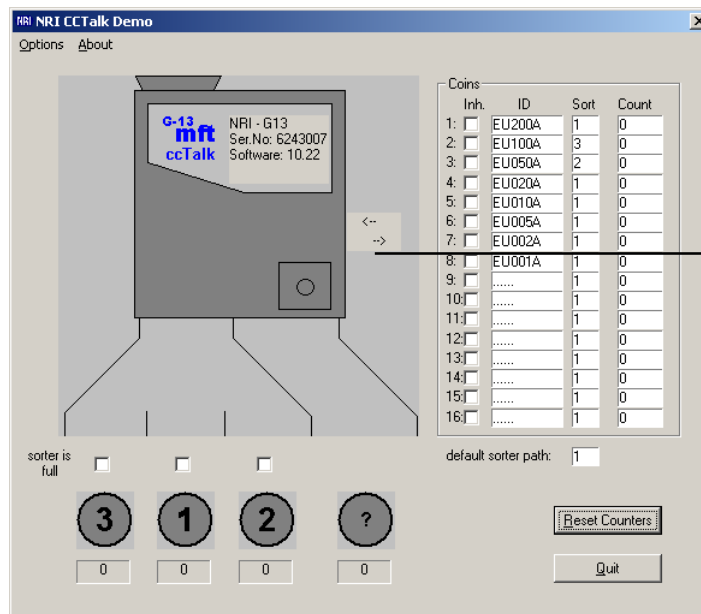 NRI NRI CCTalk Demo
Options About
G-13
mft
ccTalk
NRI - G13
Ser.No: 6243007
Software: 10.22
<--
-->
Coins
Inh. ID Sort Count
1: EU200A 1 0
2: EU100A 3 0
3: EU050A 2 0
4: EU020A 1 0
5: EU010A 1 0
6: EU005A 1 0
7: EU002A 1 0
8: EU001A 1 0
9: ...... 1 0
10: ...... 1 0
11: ...... 1 0
12: ...... 1 0
13: ...... 1 0
14: ...... 1 0
15: ...... 1 0
16: ...... 1 0
default sorter path: 1
sorter is
full
3 1 2 ?
0 0 0 0
Reset Counters
Quit